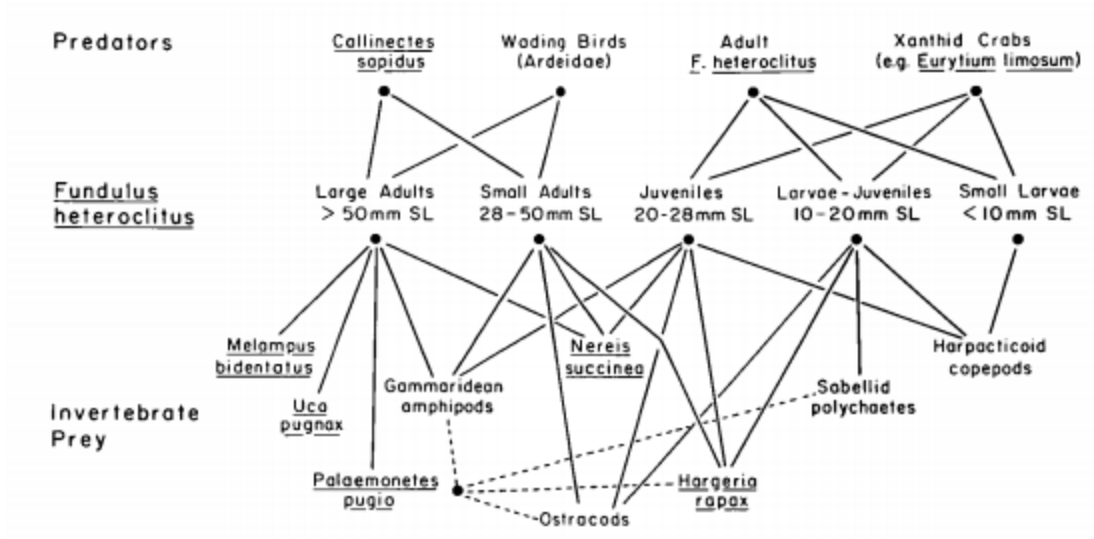 Predators
Callinectes
sapidus
Wading Birds
(Ardeidae)
Adult
F. heteroclitus
Xanthid Crabs
(e.g. Eurytium limosum)
Fundulus
heteroclitus
Large Adults
> 50mm SL
Small Adults
28-50mm SL
Juveniles
20-28mm SL
Larvae-Juveniles
10-20mm SL
Small Larvae
<10mm SL
Invertebrate
Prey
Melampus
bidentatus
Uca
pugnax
Palaemonetes
pugio
Gammaridean
amphipods
Nereis
succinea
Ostracods
Hargeria
rapax
Sabellid
polychaetes
Harpacticoid
copepods